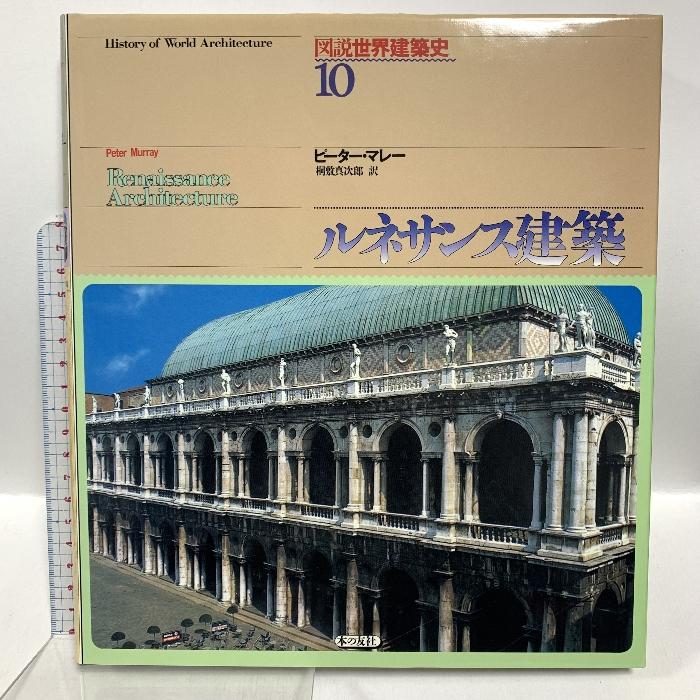 History of World Architecture
図説世界建築史
10
Peter Murray
Renaissance
Architecture
ピーター・マレー
桐敷真次郎 訳
ルネサンス建築
本の友社